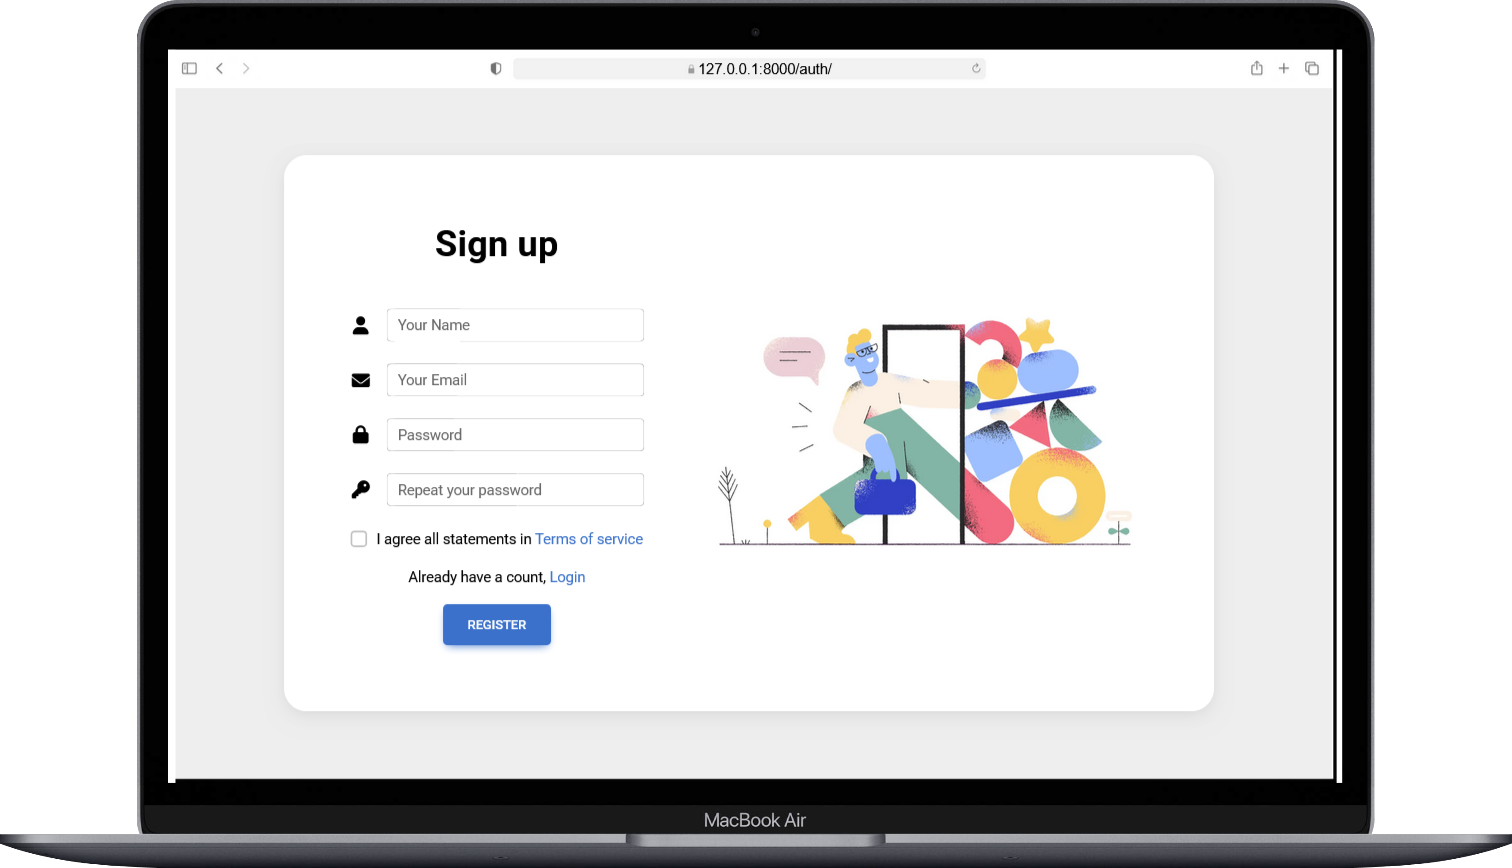 127.0.0.1:8000/auth/
Sign up
Your Name
Your Email
Password
Repeat your password
I agree all statements in Terms of service
Already have a count, Login
REGISTER
MacBook Air